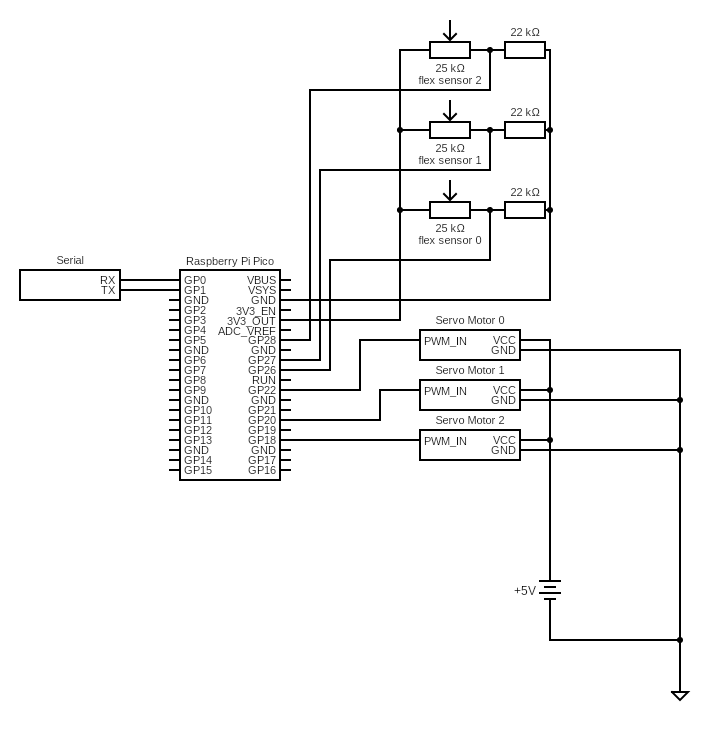 22 kΩ
25 kΩ
flex sensor 2
22 kΩ
25 kΩ
flex sensor 1
22 kΩ
25 kΩ
flex sensor 0
Serial
RX
TX
Raspberry Pi Pico
GP0 VBUS
GP1 VSYS
GND GND
GP2 3V3_EN
GP3 3V3_OUT
GP4 ADC_VREF
GP5 GP28
GND GND
GP6 GP27
GP7 GP26
GP8 RUN
GP9 GP22
GND GND
GP10 GP21
GP11 GP20
GP12 GP19
GP13 GP18
GND GND
GP14 GP17
GP15 GP16
Servo Motor 0
PWM_IN VCC
GND
Servo Motor 1
PWM_IN VCC
GND
Servo Motor 2
PWM_IN VCC
GND
+5V